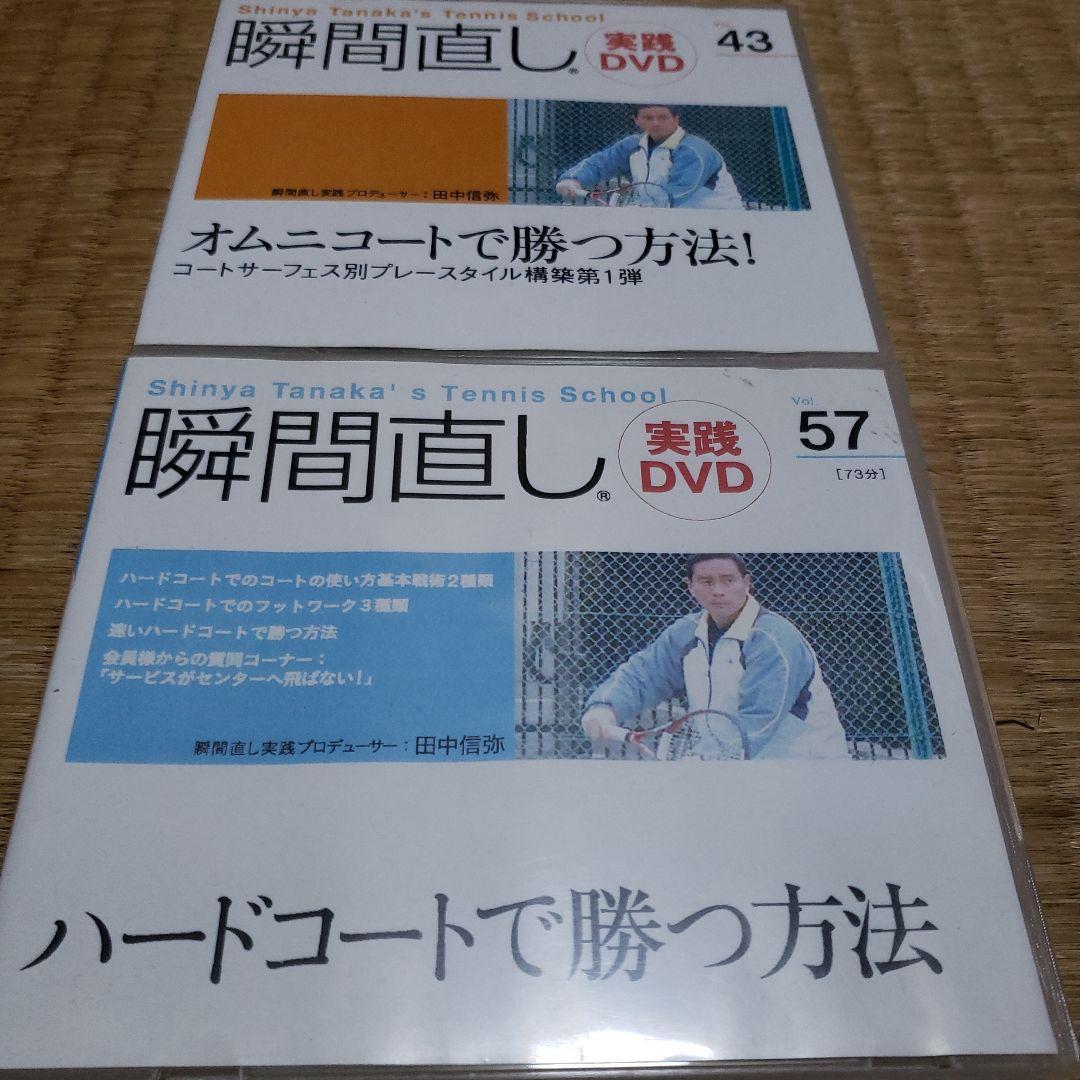 Shinya Tanaka's Tennis School
瞬間直し®
実践
DVD
Vol.
43
瞬間直し実践プロデューサー：田中信弥
オムニコートで勝つ方法！
コートサーフェス別プレースタイル構築第1弾
Shinya Tanaka's Tennis School
瞬間直し®
実践
DVD
Vol.
57
[73分]
ハードコートでのコートの使い方基本戦術２種類
ハードコートでのフットワーク３種類
速いハードコートで勝つ方法
会員様からの質問コーナー：
「サービスがセンターへ飛ばない！」
瞬間直し実践プロデューサー：田中信弥
ハードコートで勝つ方法